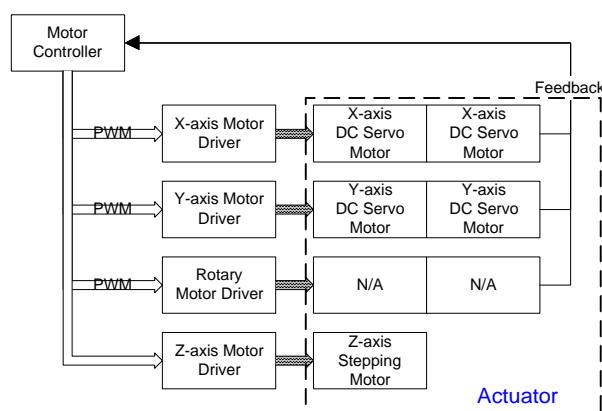 Motor
Controller
Feedback
PWM
X-axis Motor
Driver
X-axis
DC Servo
Motor
X-axis
DC Servo
Motor
PWM
Y-axis Motor
Driver
Y-axis
DC Servo
Motor
Y-axis
DC Servo
Motor
PWM
Rotary
Motor Driver
N/A
N/A
Z-axis Motor
Driver
Z-axis
Stepping
Motor
Actuator